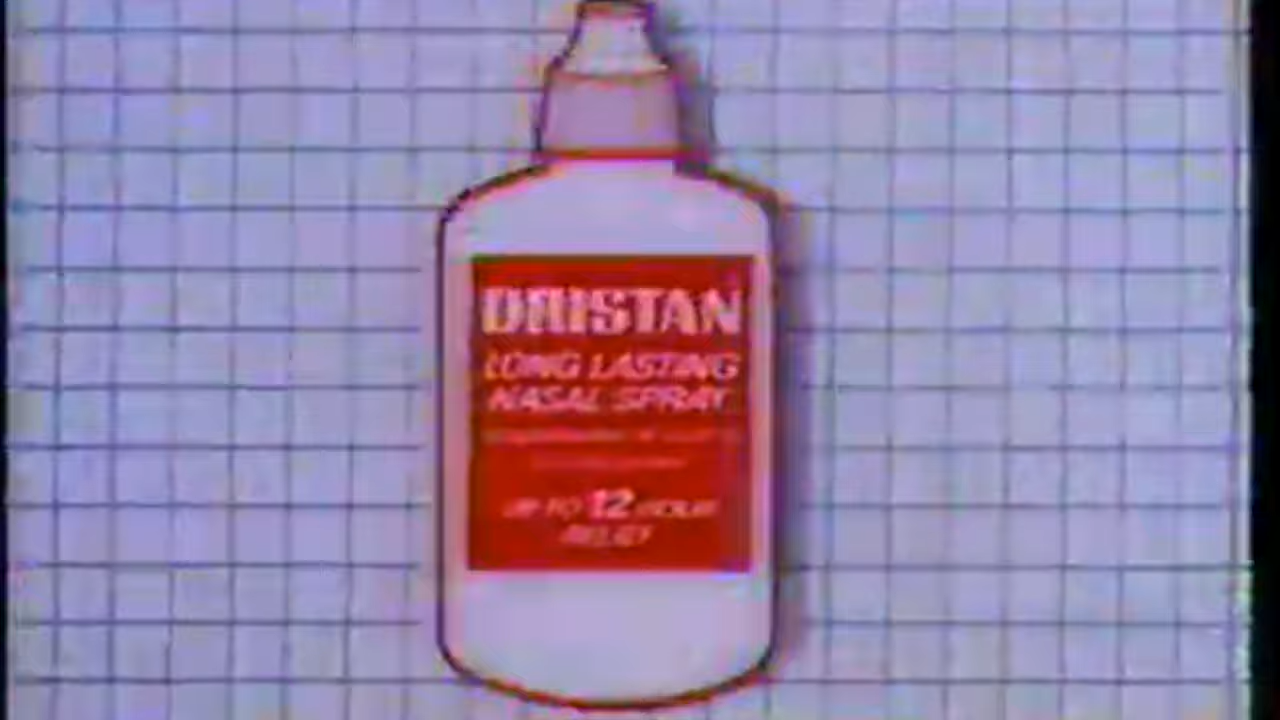 DRISTAN
LONG LASTING
NASAL SPRAY
UP TO 12 HOUR
RELIEF